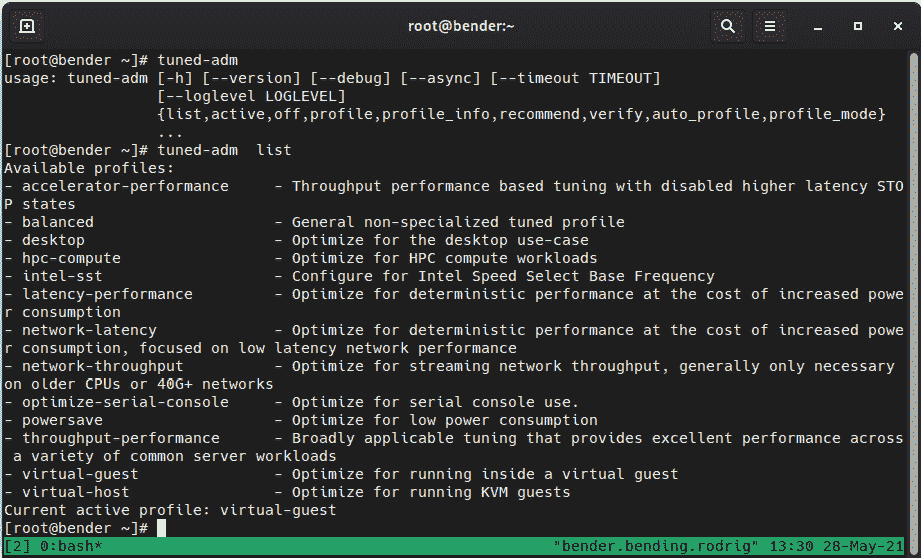 root@bender:~
[root@bender ~]# tuned-adm
usage: tuned-adm [-h] [--version] [--debug] [--async] [--timeout TIMEOUT]
                 [--loglevel LOGLEVEL]
                 {list,active,off,profile,profile_info,recommend,verify,auto_profile,profile_mode}
                 ...
[root@bender ~]# tuned-adm  list
Available profiles:
- accelerator-performance     - Throughput performance based tuning with disabled higher latency STO
P states
- balanced                    - General non-specialized tuned profile
- desktop                     - Optimize for the desktop use-case
- hpc-compute                 - Optimize for HPC compute workloads
- intel-sst                   - Configure for Intel Speed Select Base Frequency
- latency-performance         - Optimize for deterministic performance at the cost of increased powe
r consumption
- network-latency             - Optimize for deterministic performance at the cost of increased powe
r consumption, focused on low latency network performance
- network-throughput          - Optimize for streaming network throughput, generally only necessary
on older CPUs or 40G+ networks
- optimize-serial-console     - Optimize for serial console use.
- powersave                   - Optimize for low power consumption
- throughput-performance      - Broadly applicable tuning that provides excellent performance across
 a variety of common server workloads
- virtual-guest               - Optimize for running inside a virtual guest
- virtual-host                - Optimize for running KVM guests
Current active profile: virtual-guest
[root@bender ~]#
[2] 0:bash* "bender.bending.rodrig" 13:30 28-May-21